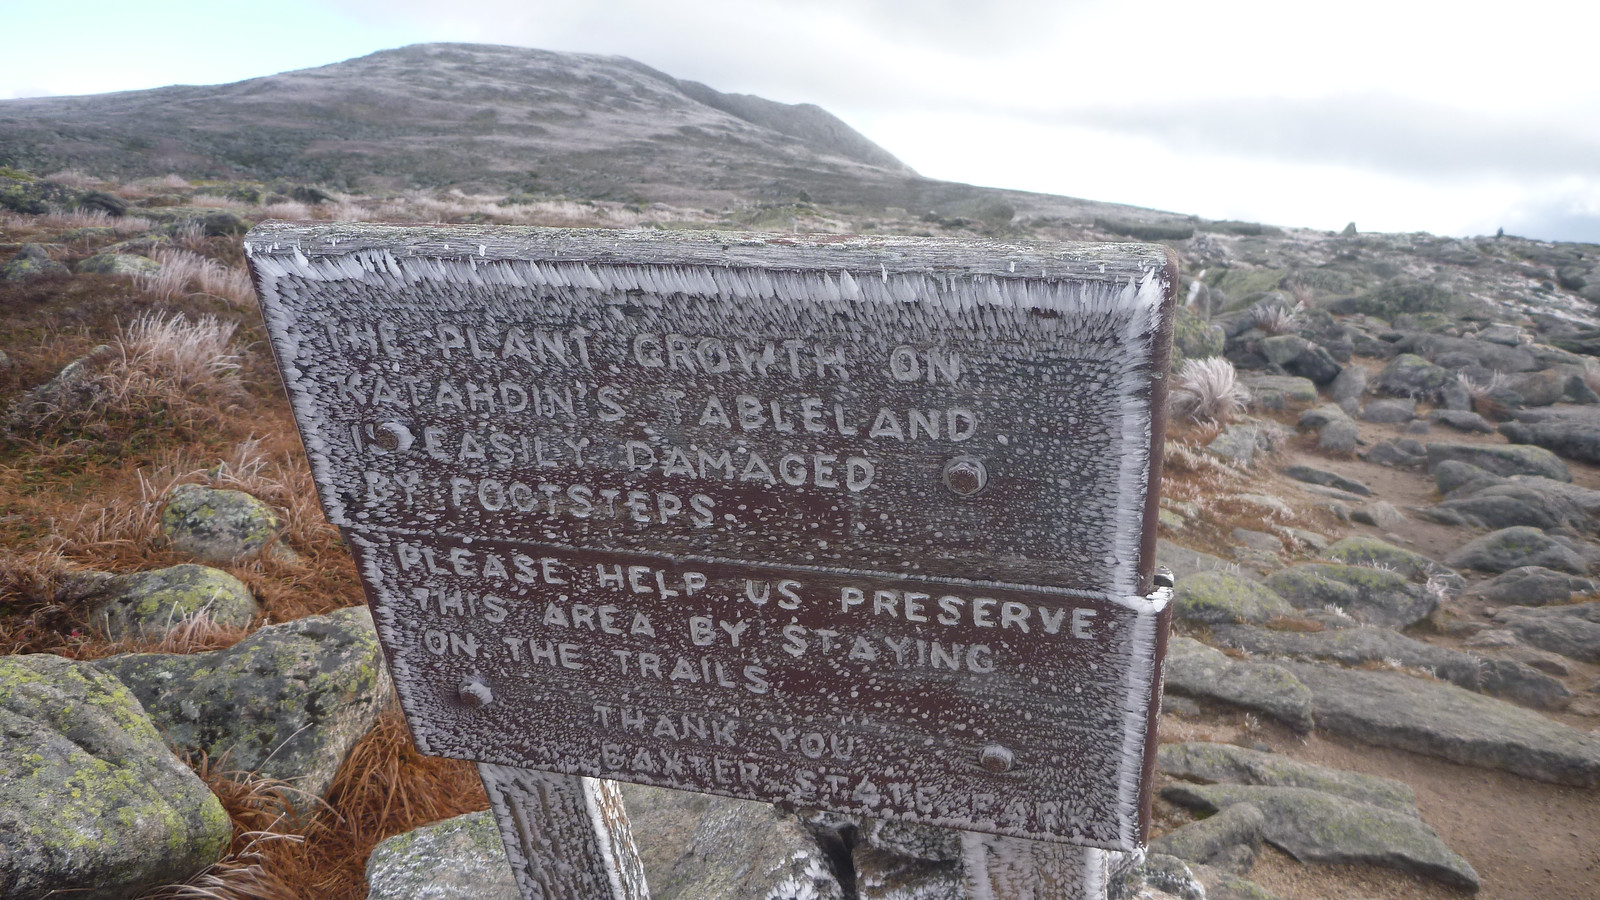 THE PLANT GROWTH ON
KATAHDIN'S TABLELAND
IS EASILY DAMAGED
BY FOOTSTEPS.
PLEASE HELP US PRESERVE
THIS AREA BY STAYING
ON THE TRAILS
THANK YOU
BAXTER STATE PARK